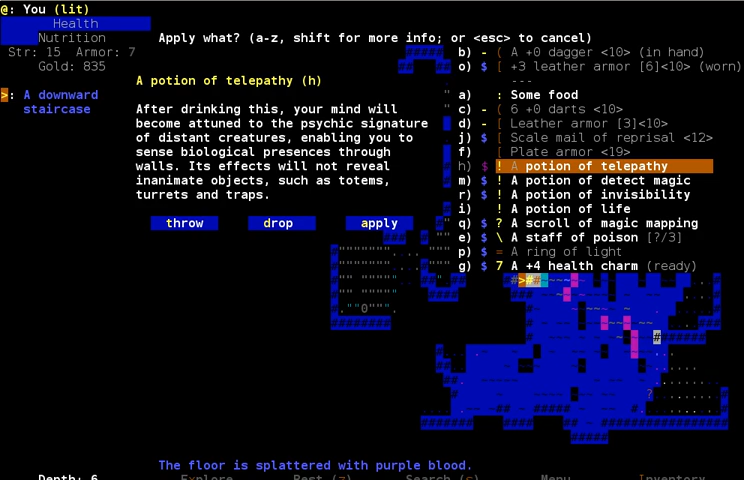 @: You (lit)
Health
Nutrition
Str: 15 Armor: 7
Gold: 835
>: A downward
staircase
Apply what? (a-z, shift for more info; or <esc> to cancel)
A potion of telepathy (h)
After drinking this, your mind will
become attuned to the psychic signature
of distant creatures, enabling you to
sense biological presences through
walls. Its effects will not reveal
inanimate objects, such as totems,
turrets and traps.
throw drop apply
b) - ( A +0 dagger <10> (in hand)
o) $ [ +3 leather armor [6]<10> (worn)
---
a) : Some food
c) - ( 6 +0 darts <10>
d) - [ Leather armor [3]<10>
j) $ [ Scale mail of reprisal <12>
f) [ Plate armor <19>
h) $ ! A potion of telepathy
m) $ ! A potion of detect magic
r) $ ! A potion of invisibility
i) ! A potion of life
q) $ ? A scroll of magic mapping
e) $ \ A staff of poison [?/3]
p) $ = A ring of light
g) $ 7 A +4 health charm (ready)
The floor is splattered with purple blood.
Depth: 6 Explore Rest (z) Search (s) Menu Inventory